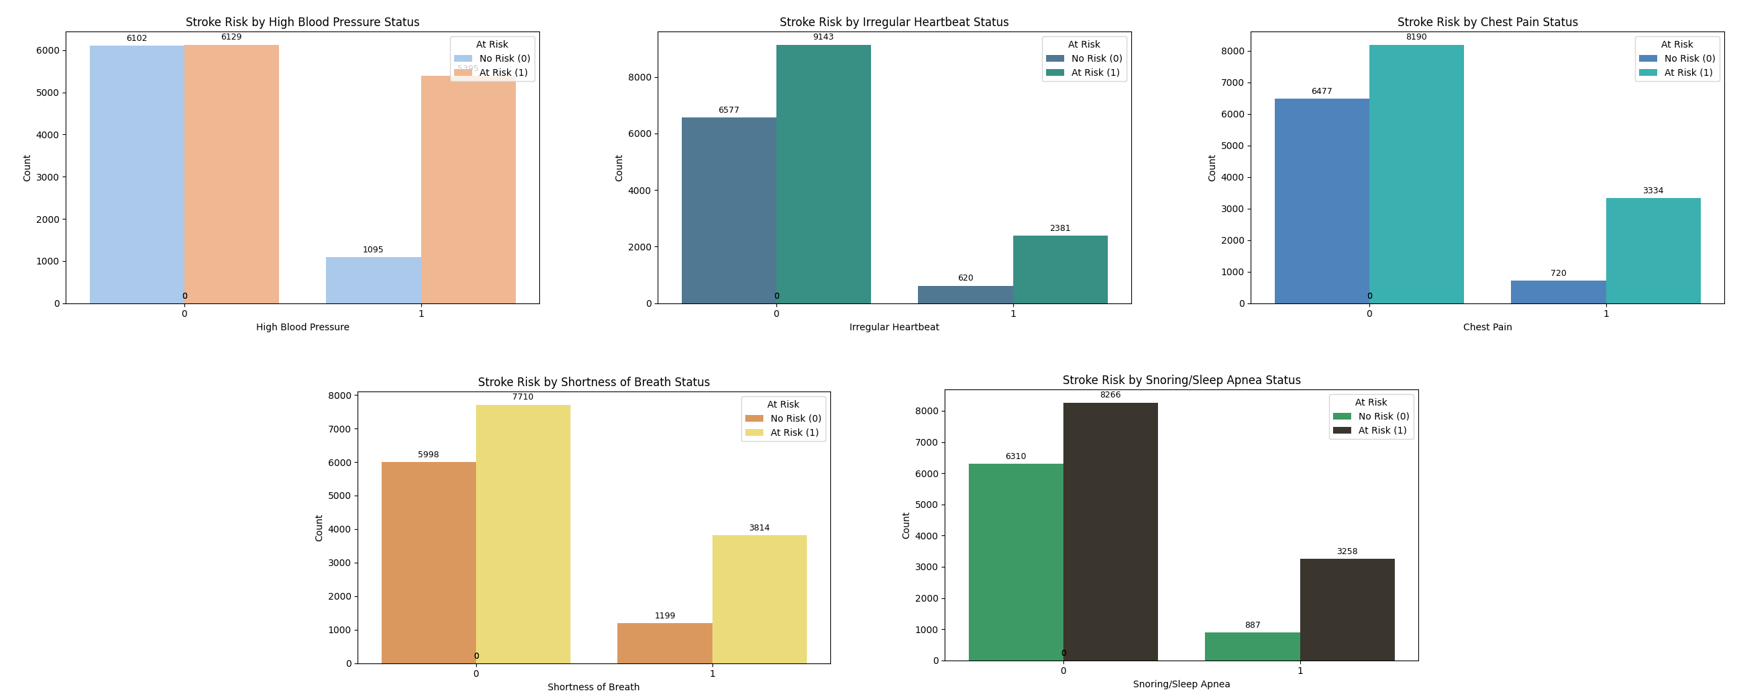 Stroke Risk by High Blood Pressure Status
6102
6129
5395
1095
0
At Risk
No Risk (0)
At Risk (1)
6000
5000
4000
3000
2000
1000
0
Count
0
1
High Blood Pressure
Stroke Risk by Irregular Heartbeat Status
9143
6577
2381
620
0
At Risk
No Risk (0)
At Risk (1)
8000
6000
4000
2000
0
Count
0
1
Irregular Heartbeat
Stroke Risk by Chest Pain Status
8190
6477
3334
720
0
At Risk
No Risk (0)
At Risk (1)
8000
7000
6000
5000
4000
3000
2000
1000
0
Count
0
1
Chest Pain
Stroke Risk by Shortness of Breath Status
7710
5998
3814
1199
0
At Risk
No Risk (0)
At Risk (1)
8000
7000
6000
5000
4000
3000
2000
1000
0
Count
0
1
Shortness of Breath
Stroke Risk by Snoring/Sleep Apnea Status
8266
6310
3258
887
0
At Risk
No Risk (0)
At Risk (1)
8000
7000
6000
5000
4000
3000
2000
1000
0
Count
0
1
Snoring/Sleep Apnea